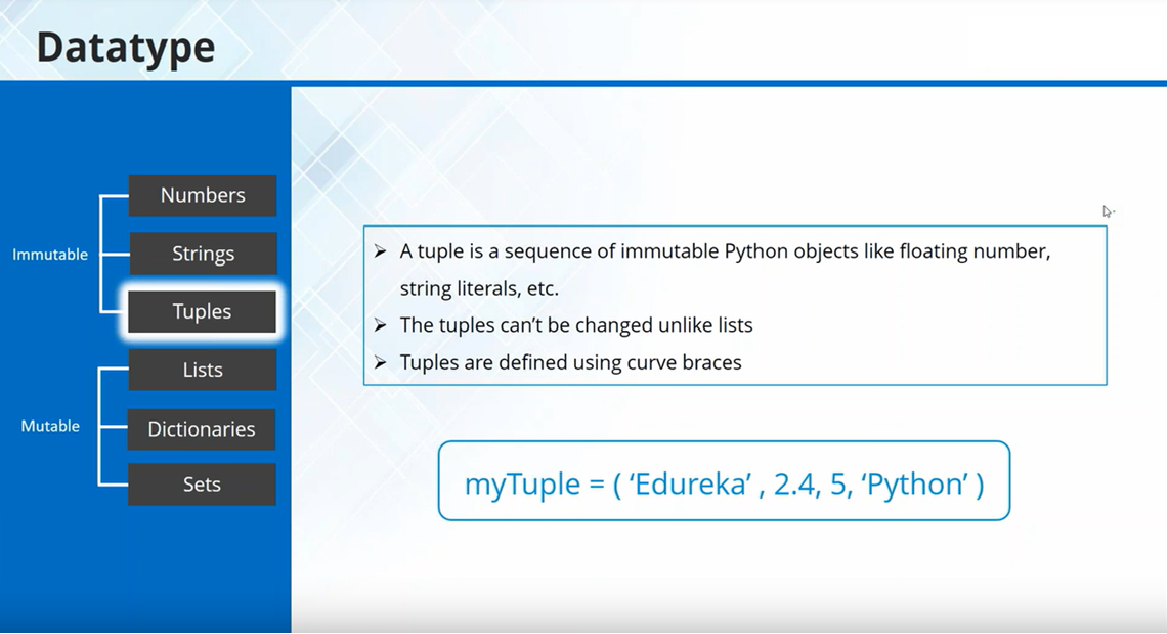 Datatype
Immutable
Numbers
Strings
Tuples
Mutable
Lists
Dictionaries
Sets
➢ A tuple is a sequence of immutable Python objects like floating number,
string literals, etc.
➢ The tuples can’t be changed unlike lists
➢ Tuples are defined using curve braces
myTuple = ( ‘Edureka’ , 2.4, 5, ‘Python’ )